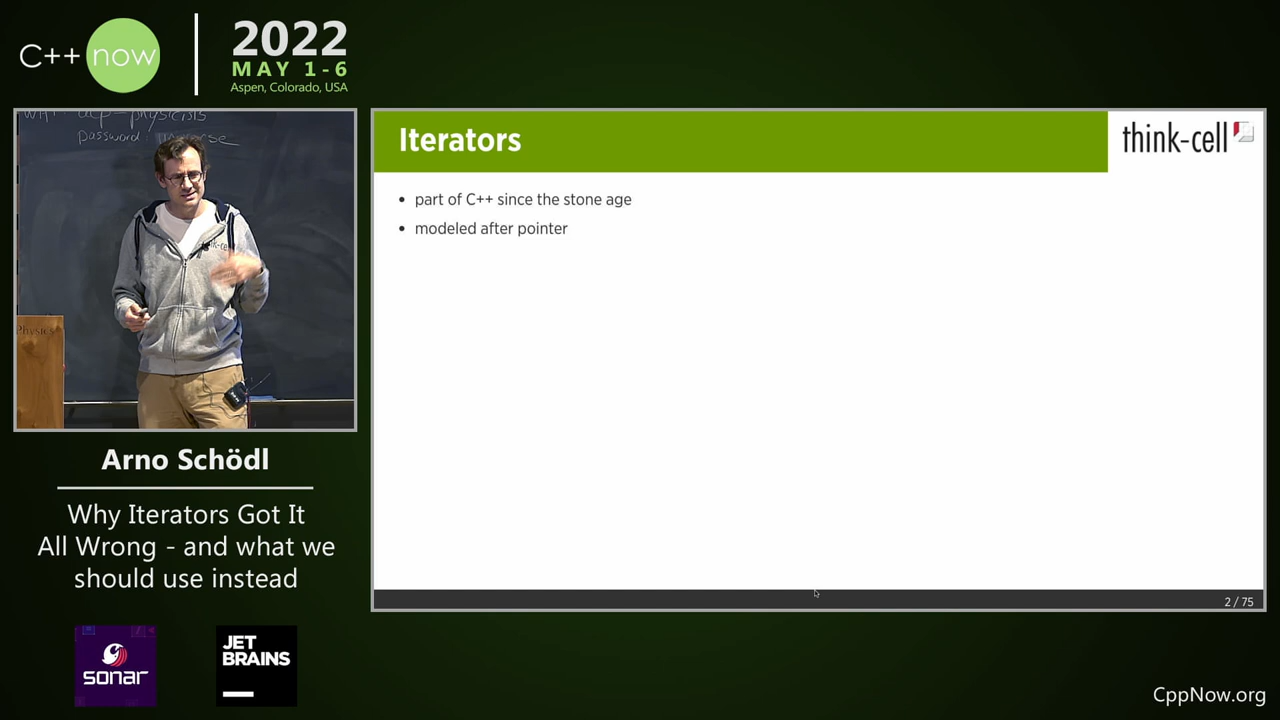 C++ now
2022
MAY 1-6
Aspen, Colorado, USA
password
Physics
Arno Schödl
Why Iterators Got It
All Wrong - and what we
should use instead
sonar
JET
BRAINS
Iterators
think-cell
• part of C++ since the stone age
• modeled after pointer
2 / 75
CppNow.org